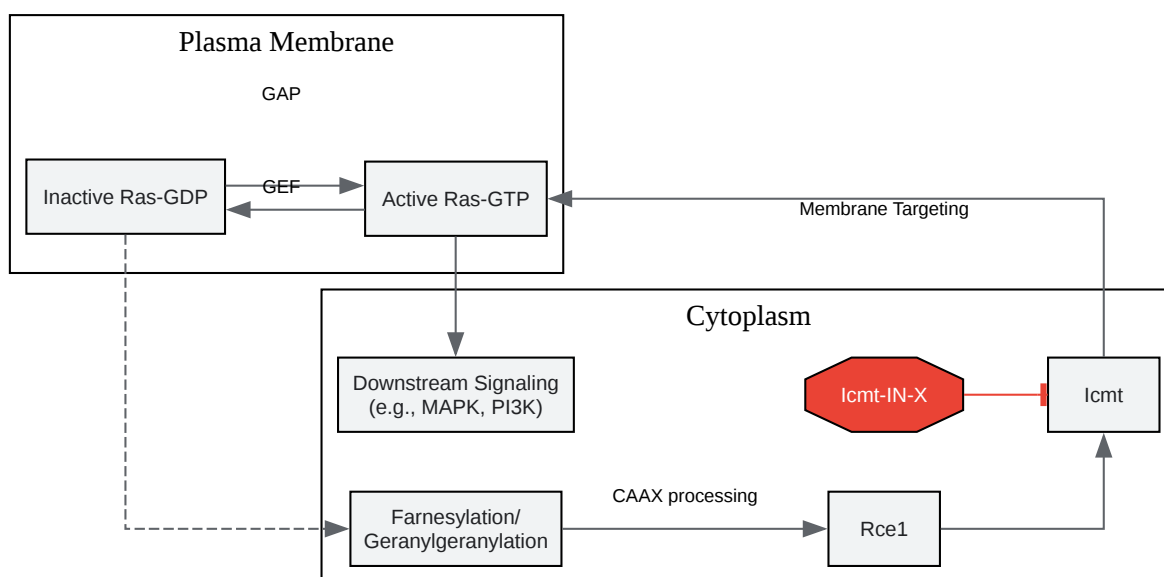 Plasma Membrane
GAP
Inactive Ras-GDP
GEF
Active Ras-GTP
Membrane Targeting
Cytoplasm
Downstream Signaling
(e.g., MAPK, PI3K)
Icmt-IN-X
Icmt
Farnesylation/
Geranylgeranylation
CAAX processing
Rce1